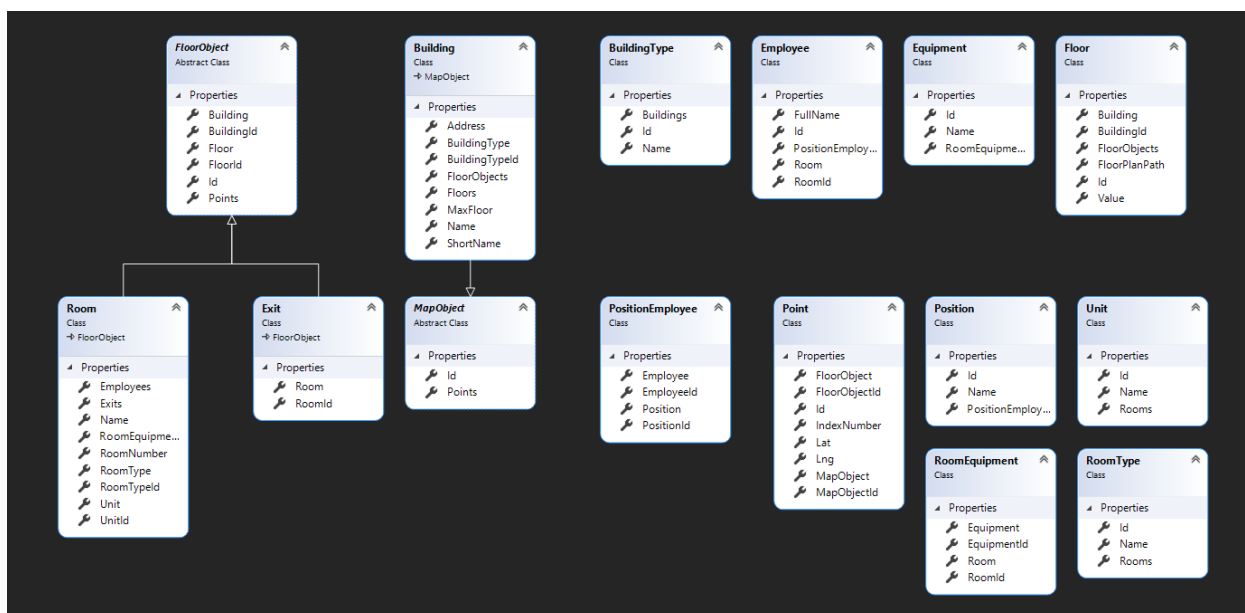 FloorObject
Abstract Class
Properties
Building
BuildingId
Floor
FloorId
Id
Points
Building
Class
MapObject
Properties
Address
BuildingType
BuildingTypeId
FloorObjects
Floors
MaxFloor
Name
ShortName
BuildingType
Class
Properties
Buildings
Id
Name
Employee
Class
Properties
FullName
Id
PositionEmploy...
Room
RoomId
Equipment
Class
Properties
Id
Name
RoomEquipme...
Floor
Class
Properties
Building
BuildingId
FloorObjects
FloorPlanPath
Id
Value
Room
Class
FloorObject
Properties
Employees
Exits
Name
RoomEquipme...
RoomNumber
RoomType
RoomTypeId
Unit
UnitId
Exit
Class
FloorObject
Properties
Room
RoomId
MapObject
Abstract Class
Properties
Id
Points
PositionEmployee
Class
Properties
Employee
EmployeeId
Position
PositionId
Point
Class
Properties
FloorObject
FloorObjectId
Id
IndexNumber
Lat
Lng
MapObject
MapObjectId
Position
Class
Properties
Id
Name
PositionEmploy...
Unit
Class
Properties
Id
Name
Rooms
RoomEquipment
Class
Properties
Equipment
EquipmentId
Room
RoomId
RoomType
Class
Properties
Id
Name
Rooms